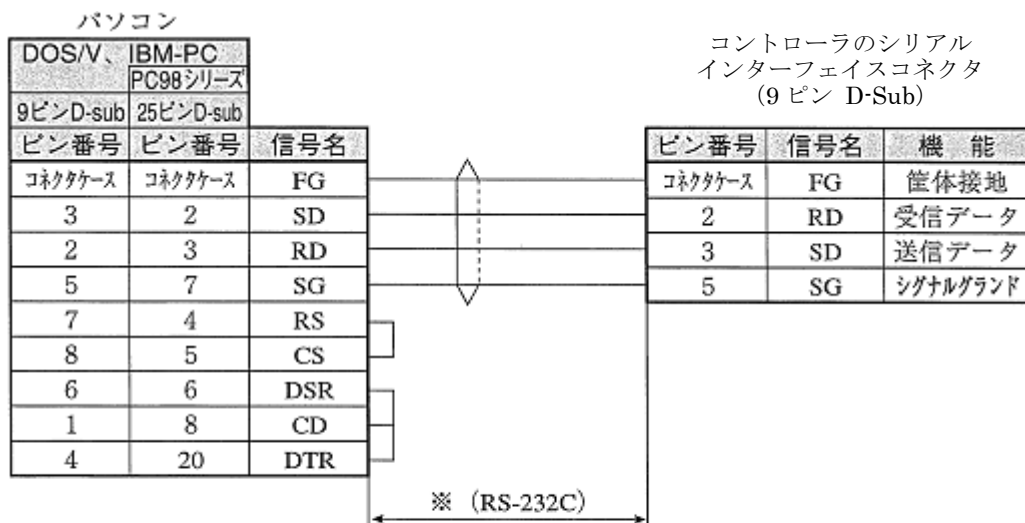 パソコン
DOS/V、IBM-PC
PC98シリーズ
9ピンD-sub 25ピンD-sub
ピン番号 ピン番号 信号名
コネクタケース コネクタケース FG
3 2 SD
2 3 RD
5 7 SG
7 4 RS
8 5 CS
6 6 DSR
1 8 CD
4 20 DTR
※ (RS-232C)
コントローラのシリアル
インターフェイスコネクタ
(9 ピン D-Sub)
ピン番号 信号名 機 能
コネクタケース FG 筐体接地
2 RD 受信データ
3 SD 送信データ
5 SG シグナルグランド